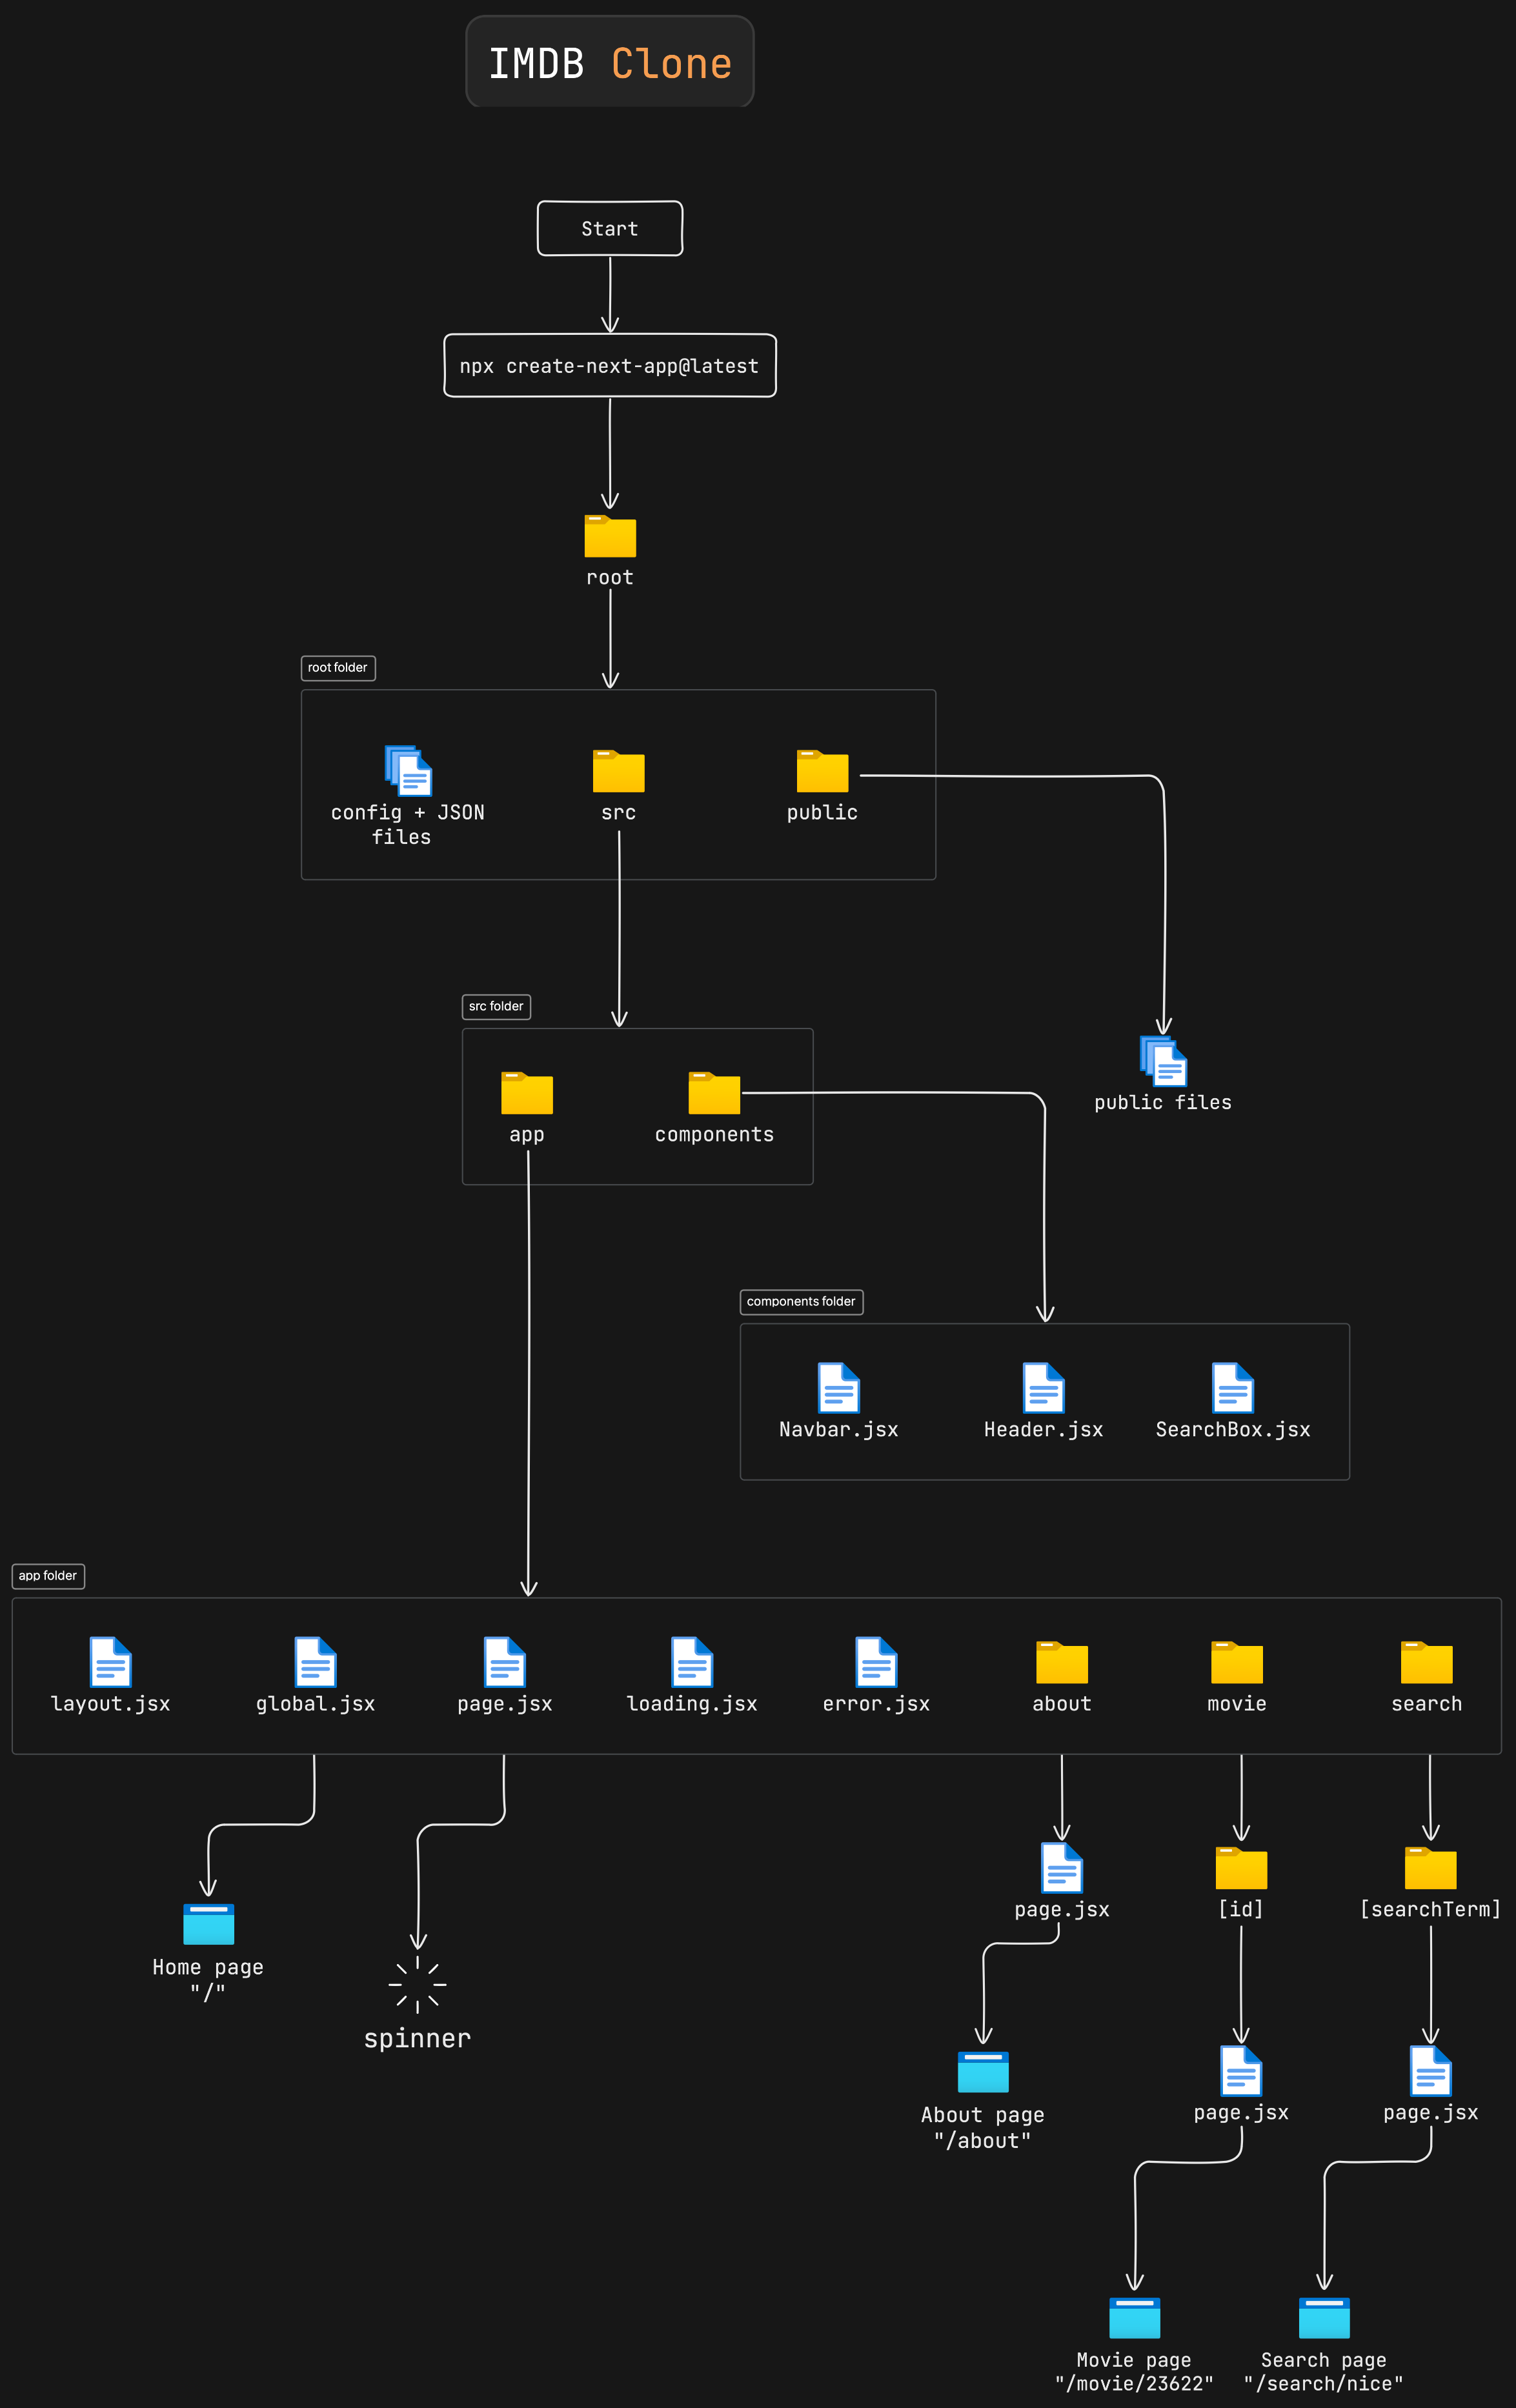 IMDB Clone
Start
npx create-next-app@latest
root
root folder
config + JSON
files
src
public
src folder
app
components
public files
components folder
Navbar.jsx
Header.jsx
SearchBox.jsx
app folder
layout.jsx
global.jsx
page.jsx
loading.jsx
error.jsx
about
movie
search
page.jsx
[id]
[searchTerm]
Home page
"/"
spinner
About page
"/about"
page.jsx
page.jsx
Movie page
"/movie/23622"
Search page
"/search/nice"